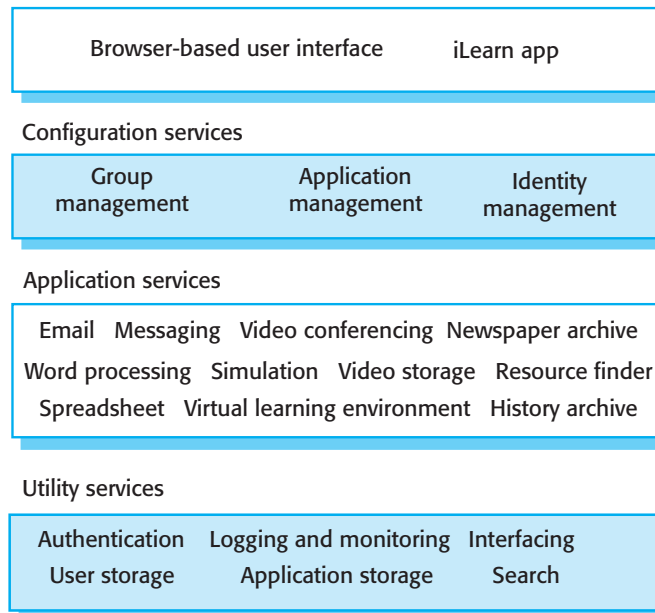 Browser-based user interface iLearn app
Configuration services
Group management Application management Identity management
Application services
Email Messaging Video conferencing Newspaper archive
Word processing Simulation Video storage Resource finder
Spreadsheet Virtual learning environment History archive
Utility services
Authentication Logging and monitoring Interfacing
User storage Application storage Search